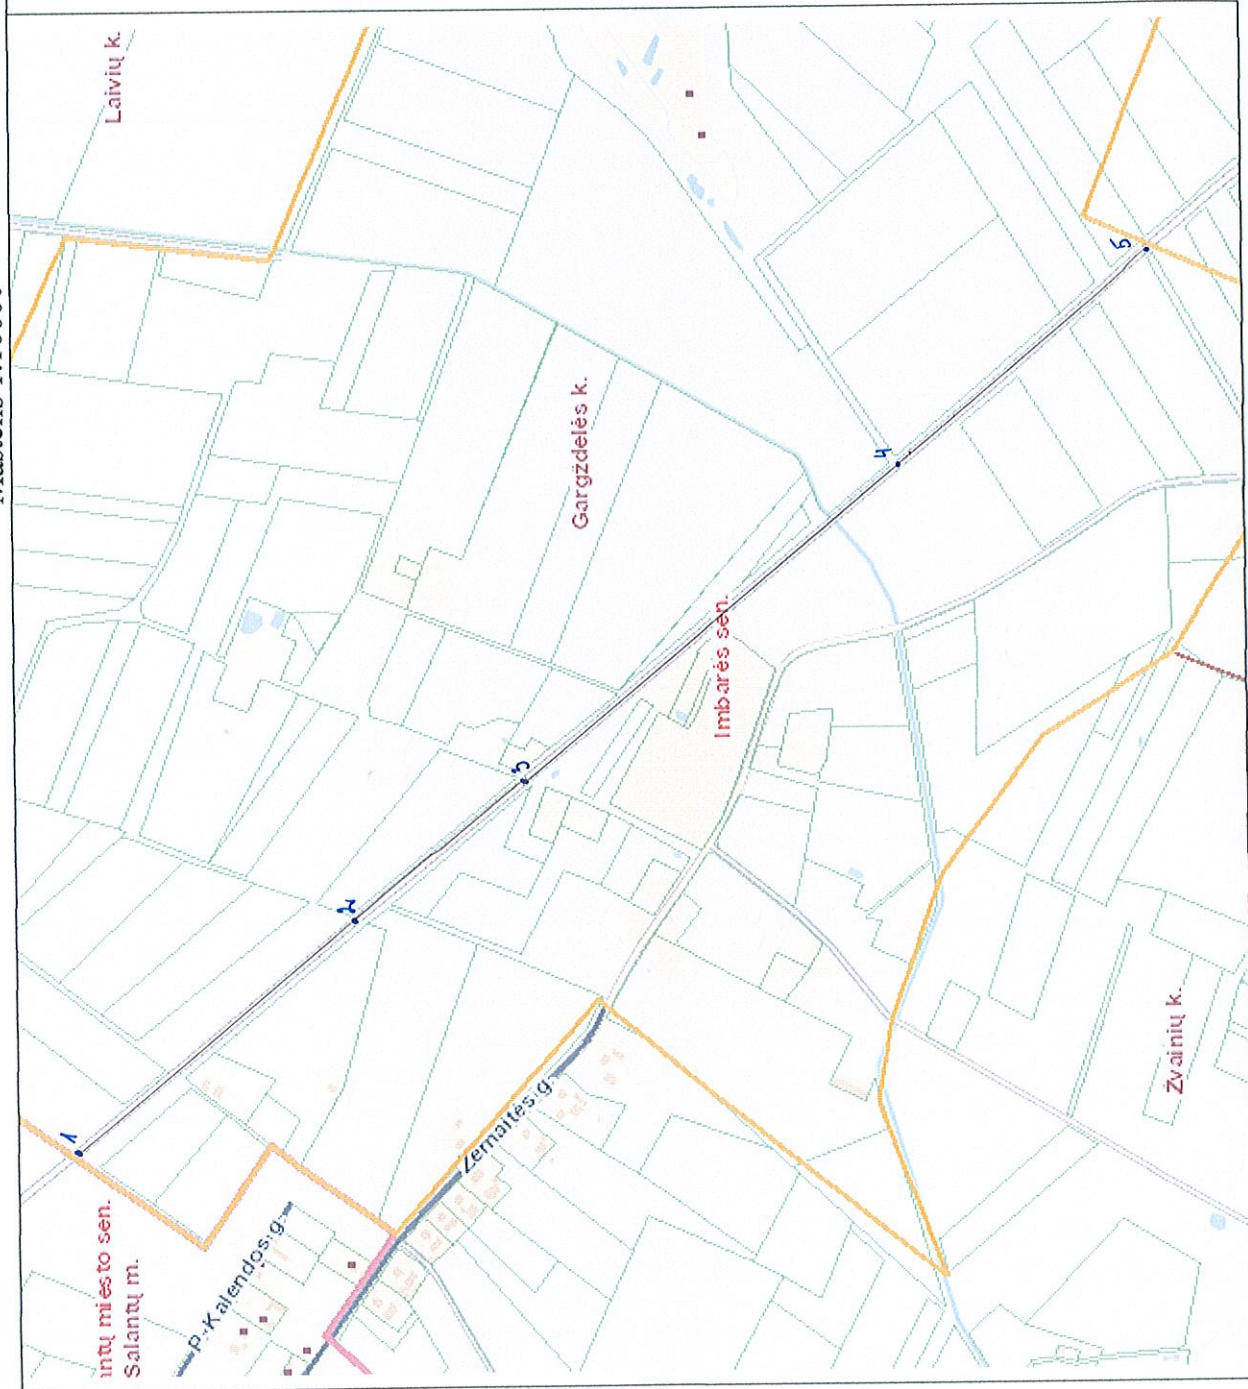 Laivių k.
1
Gargždelės k.
5
4
Imbarės sen.
3
2
Žemaitės g.
P. Kalendos g.
ntų miesto sen.
Salantų m.
Žvainių k.